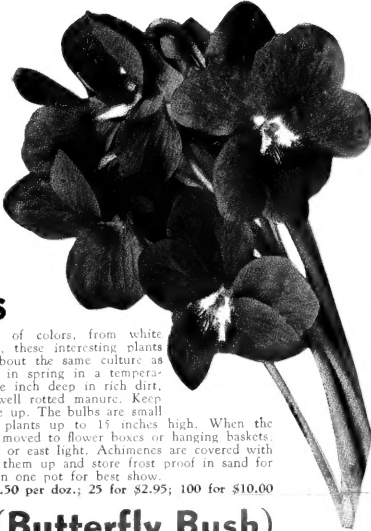 s
of colors, from white
, these interesting plants
bout the same culture as
in spring in a tempera-
e inch deep in rich dirt,
well rotted manure. Keep
e up. The bulbs are small
plants up to 15 inches high. When the
moved to flower boxes or hanging baskets.
or east light. Achimenes are covered with
them up and store frost proof in sand for
n one pot for best show.
.50 per doz.; 25 for $2.95; 100 for $10.00
(Butterfly Bush)